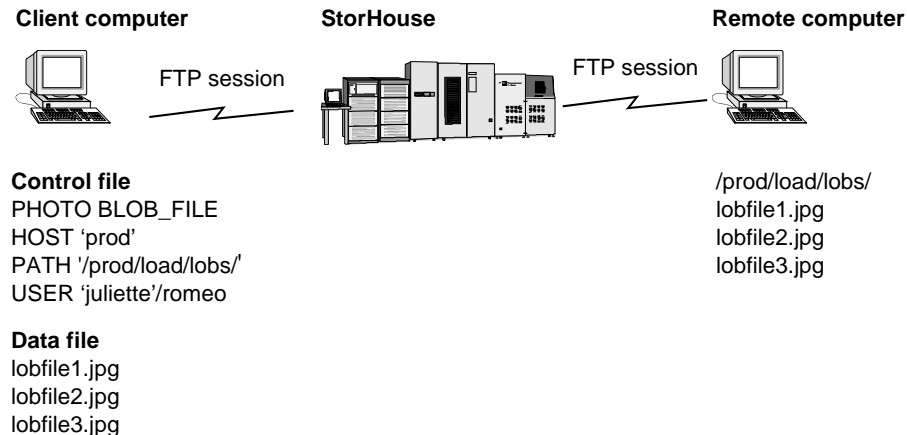 Client computer
StorHouse
Remote computer
FTP session
FTP session
Control file
PHOTO BLOB_FILE
HOST ‘prod’
PATH '/prod/load/lobs/'
USER ‘juliette’/romeo
Data file
lobfile1.jpg
lobfile2.jpg
lobfile3.jpg
/prod/load/lobs/
lobfile1.jpg
lobfile2.jpg
lobfile3.jpg